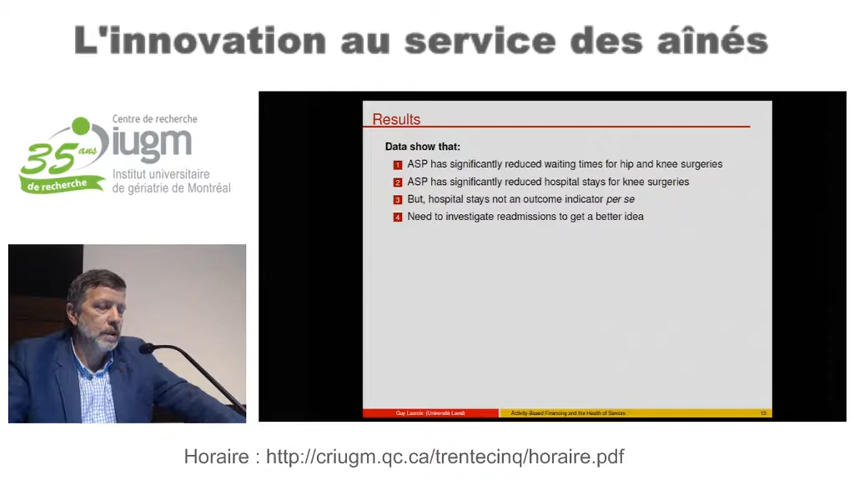 L'innovation au service des aînés
Centre de recherche
iugm
35 ans
de recherche
Institut universitaire
de gériatrie de Montréal
Results
Data show that:
1 ASP has significantly reduced waiting times for hip and knee surgeries
2 ASP has significantly reduced hospital stays for knee surgeries
3 But, hospital stays not an outcome indicator per se
4 Need to investigate readmissions to get a better idea
Guy Lacroix (Université Laval)
Activity-Based Financing and the Health of Seniors
Horaire : http://criugm.qc.ca/trentecinq/horaire.pdf